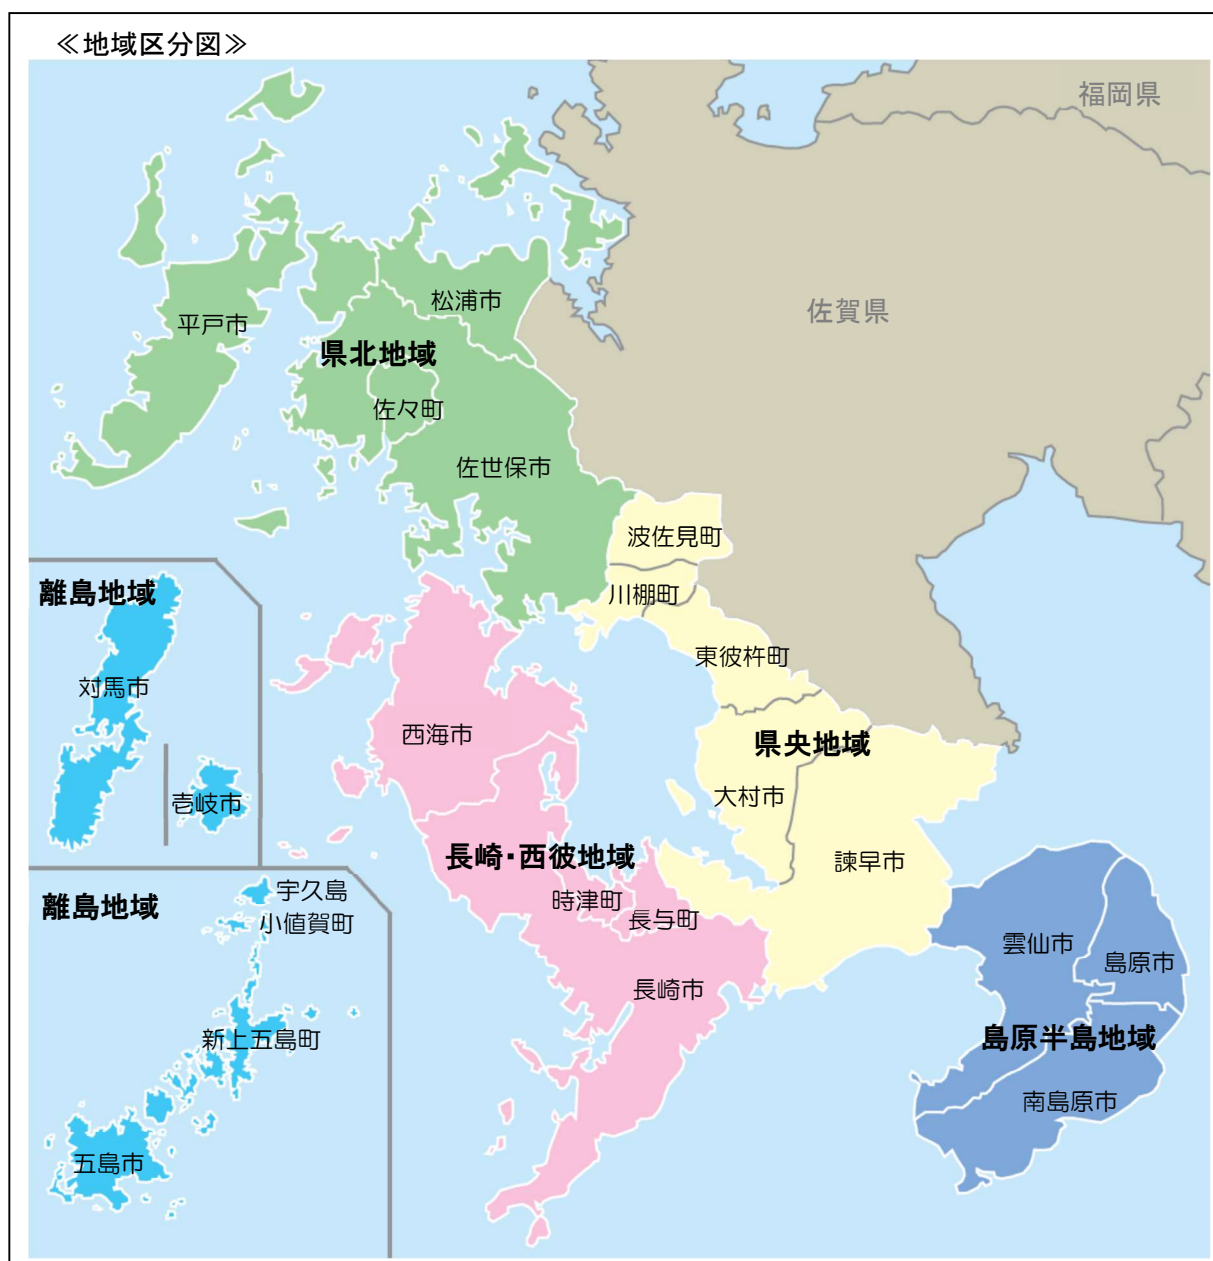 ≪地域区分図≫
福岡県
佐賀県
松浦市
平戸市
県北地域
佐々町
佐世保市
波佐見町
川棚町
東彼杵町
離島地域
対馬市
壱岐市
西海市
県央地域
大村市
諫早市
長崎・西彼地域
時津町
長与町
長崎市
離島地域
宇久島
小値賀町
新上五島町
五島市
雲仙市
島原市
島原半島地域
南島原市